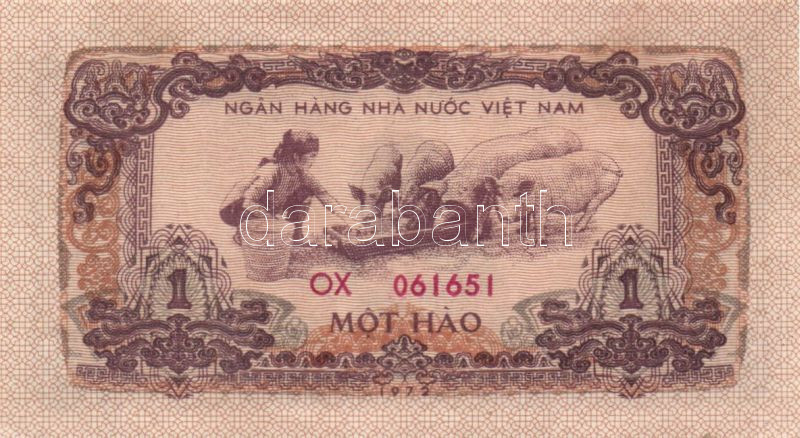 NGÂN HÀNG NHÀ NƯỚC VIỆT NAM
darabanth
OX 061651
1 1
MỘT HÀO
1972